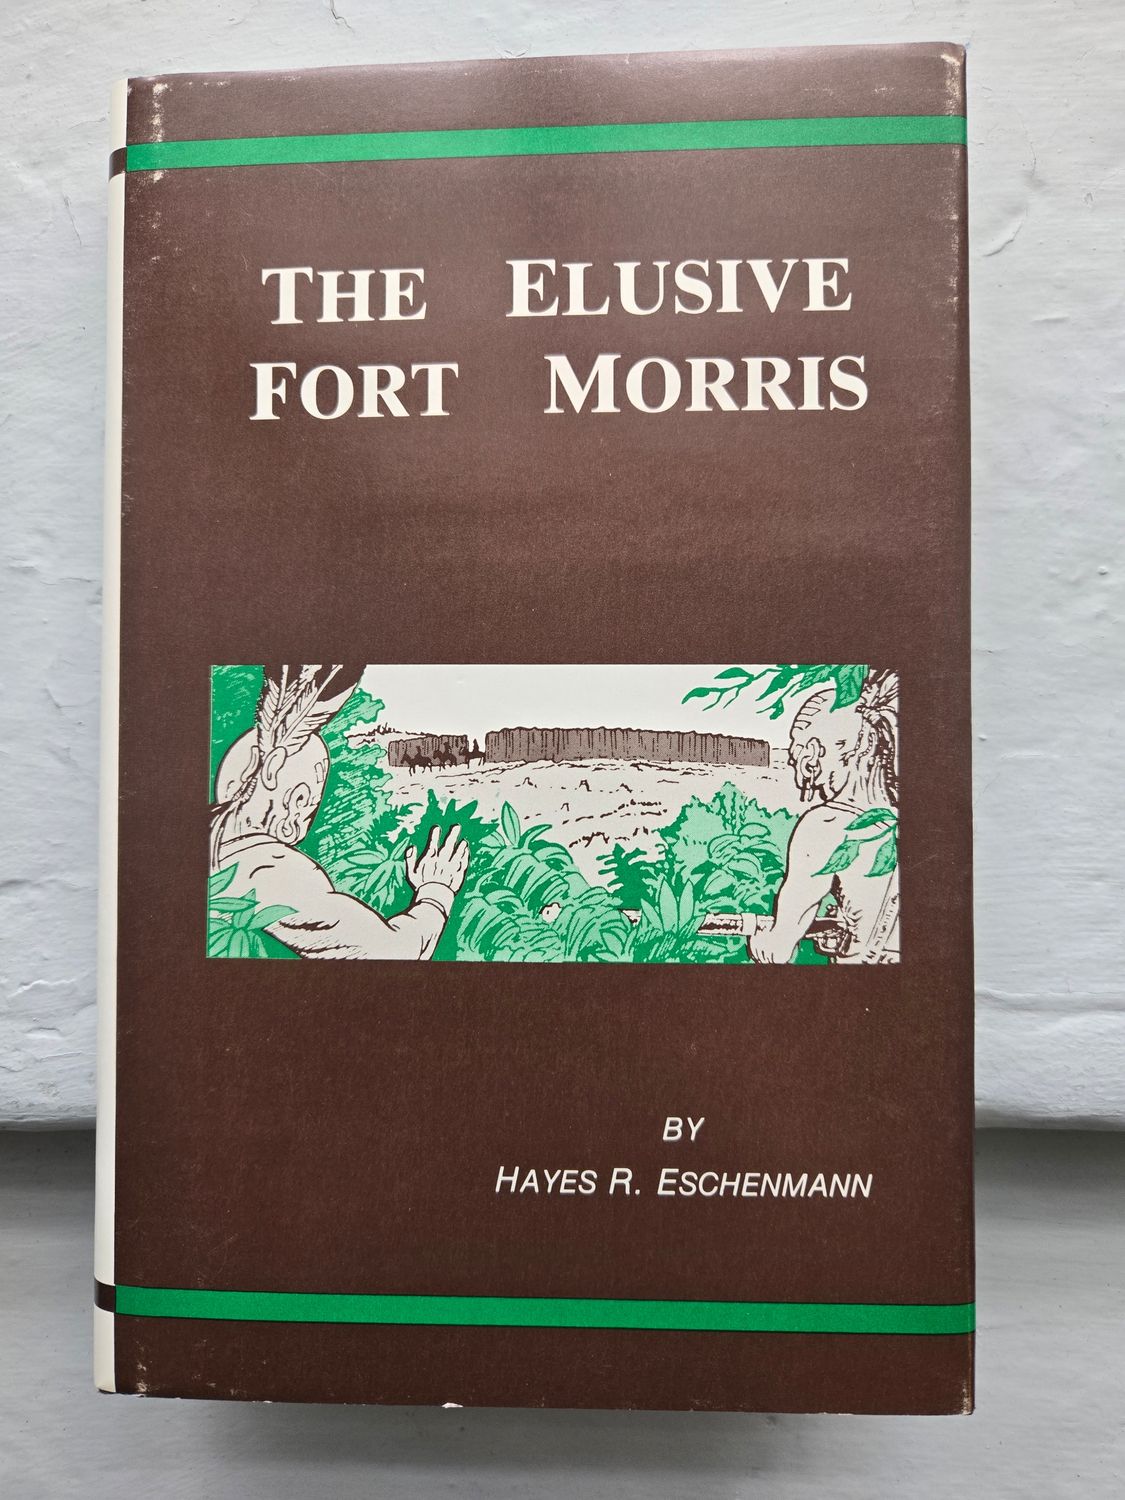 THE ELUSIVE
FORT MORRIS
BY
HAYES R. ESCHENMANN